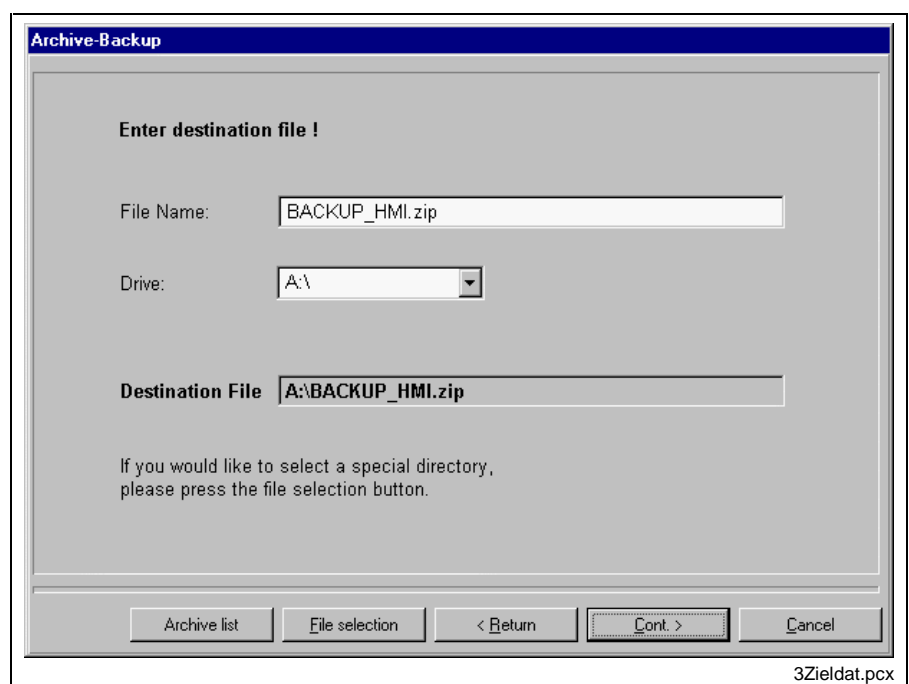 Archive-Backup
Enter destination file !
File Name: BACKUP_HMI.zip
Drive: A:\
Destination File A:\BACKUP_HMI.zip
If you would like to select a special directory,
please press the file selection button.
Archive list File selection < Return Cont. > Cancel
3Zieldat.pcx